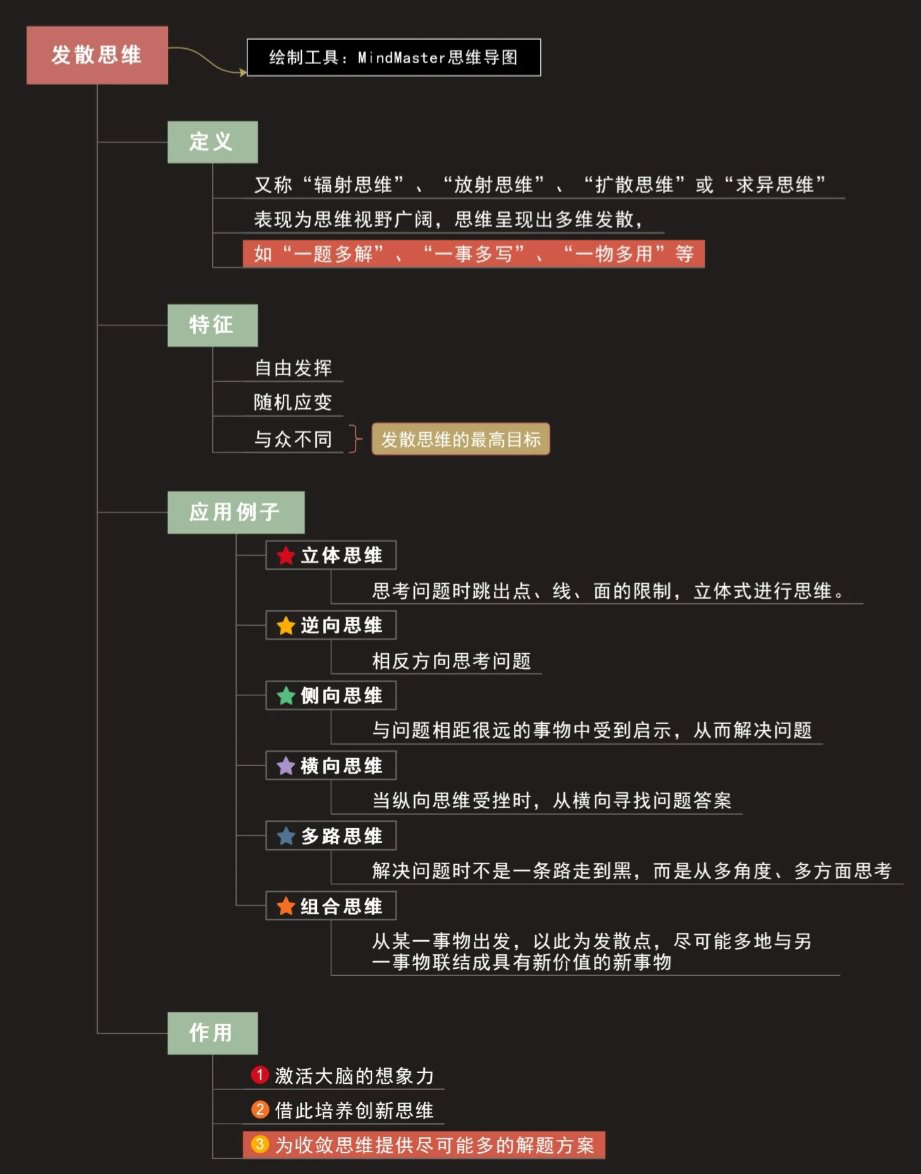 发散思维
绘制工具：MindMaster思维导图
定义
又称“辐射思维”、“放射思维”、“扩散思维”或“求异思维”
表现为思维视野广阔，思维呈现出多维发散，
如“一题多解”、“一事多写”、“一物多用”等
特征
自由发挥
随机应变
与众不同
发散思维的最高目标
应用例子
立体思维
思考问题时跳出点、线、面的限制，立体式进行思维。
逆向思维
相反方向思考问题
侧向思维
与问题相距很远的事物中受到启示，从而解决问题
横向思维
当纵向思维受挫时，从横向寻找问题答案
多路思维
解决问题时不是一条路走到黑，而是从多角度、多方面思考
组合思维
从某一事物出发，以此为发散点，尽可能多地与另
一事物联结成具有新价值的新事物
作用
1 激活大脑的想象力
2 借此培养创新思维
3 为收敛思维提供尽可能多的解题方案